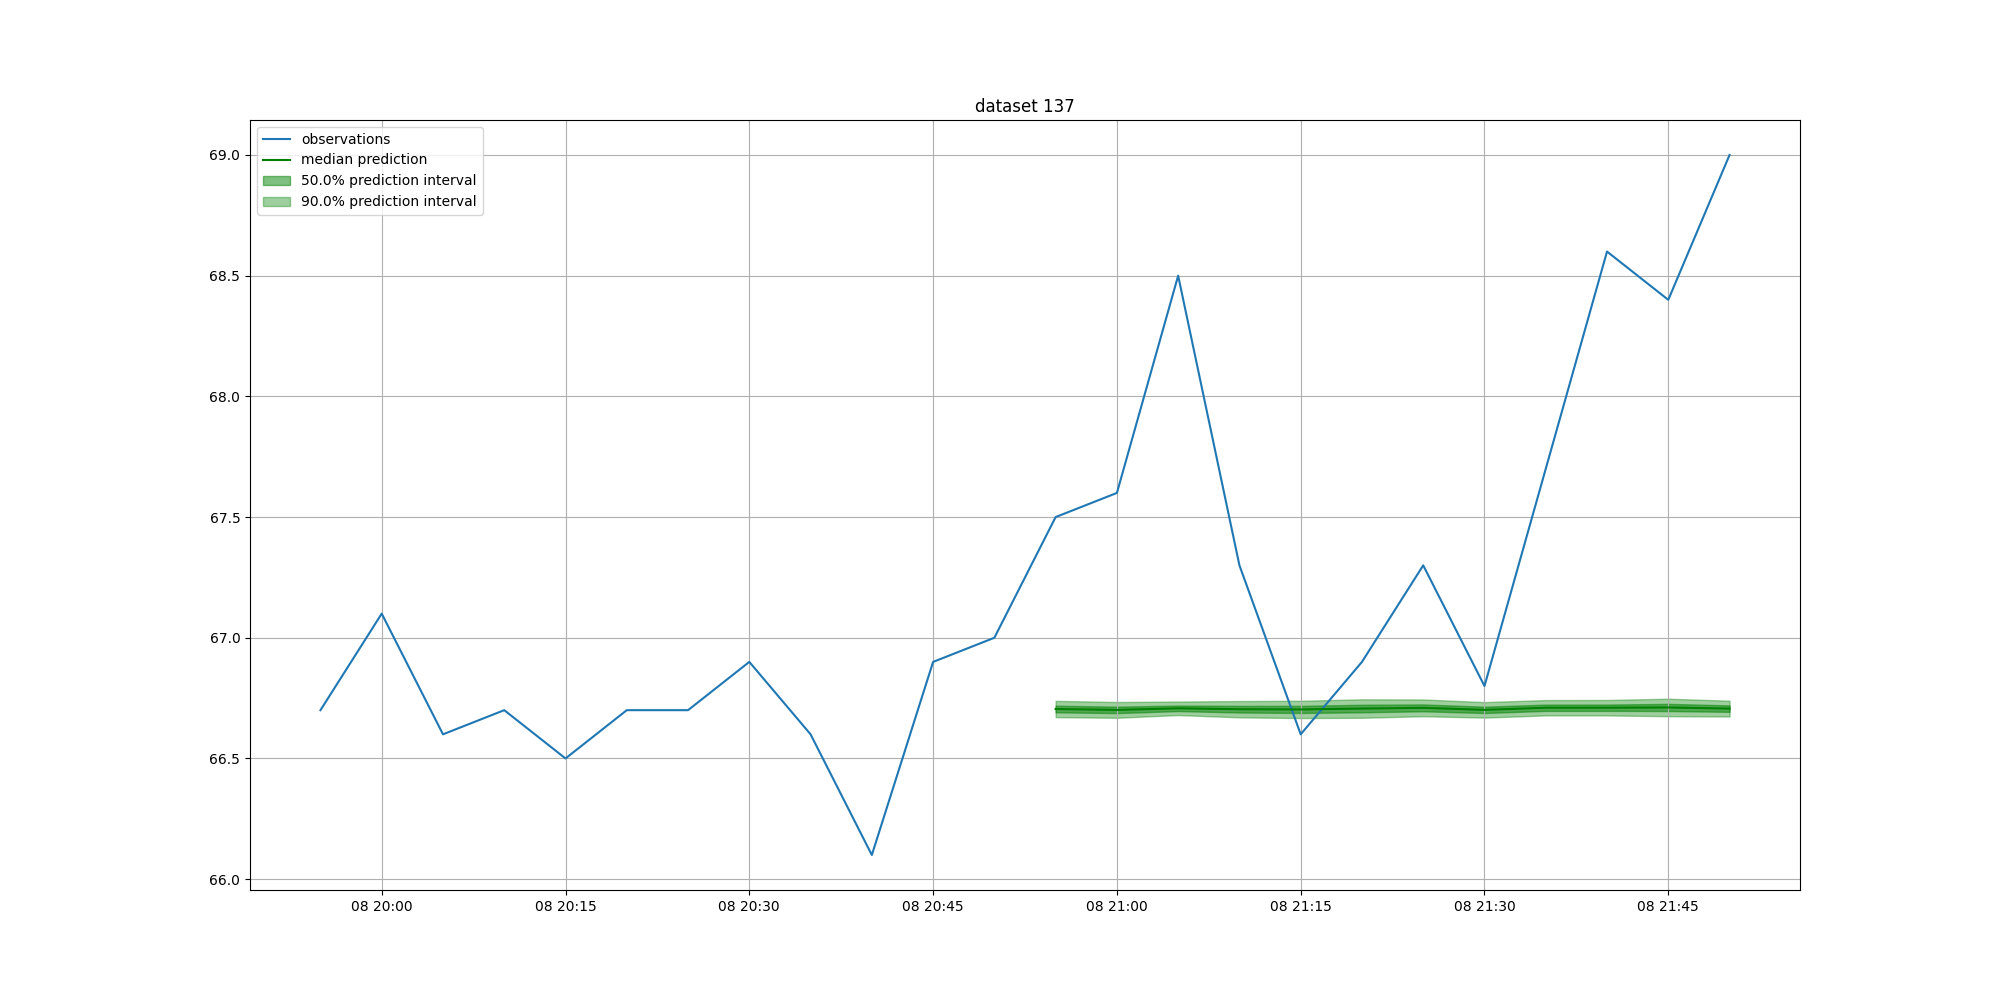 dataset 137
observations
median prediction
50.0% prediction interval
90.0% prediction interval
69.0
68.5
68.0
67.5
67.0
66.5
66.0
08 20:00 08 20:15 08 20:30 08 20:45 08 21:00 08 21:15 08 21:30 08 21:45